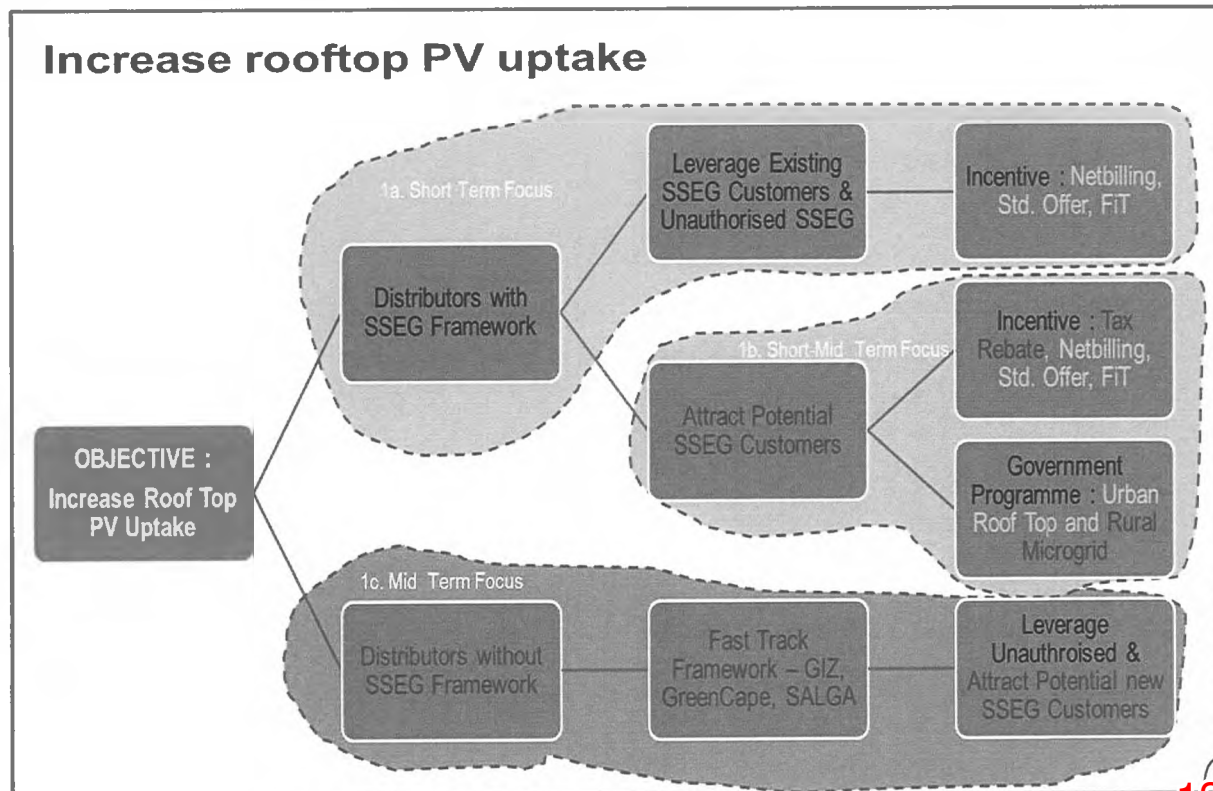 Increase rooftop PV uptake
1a. Short Term Focus
Leverage Existing
SSEG Customers &
Unauthorised SSEG
Incentive : Netbilling,
Std. Offer, FiT
Distributors with
SSEG Framework
1b. Short-Mid Term Focus
Incentive : Tax
Rebate, Netbilling,
Std. Offer, FiT
Attract Potential
SSEG Customers
Government
Programme : Urban
Roof Top and Rural
Microgrid
OBJECTIVE :
Increase Roof Top
PV Uptake
1c. Mid Term Focus
Distributors without
SSEG Framework
Fast Track
Framework – GIZ,
GreenCape, SALGA
Leverage
Unauthroised &
Attract Potential new
SSEG Customers